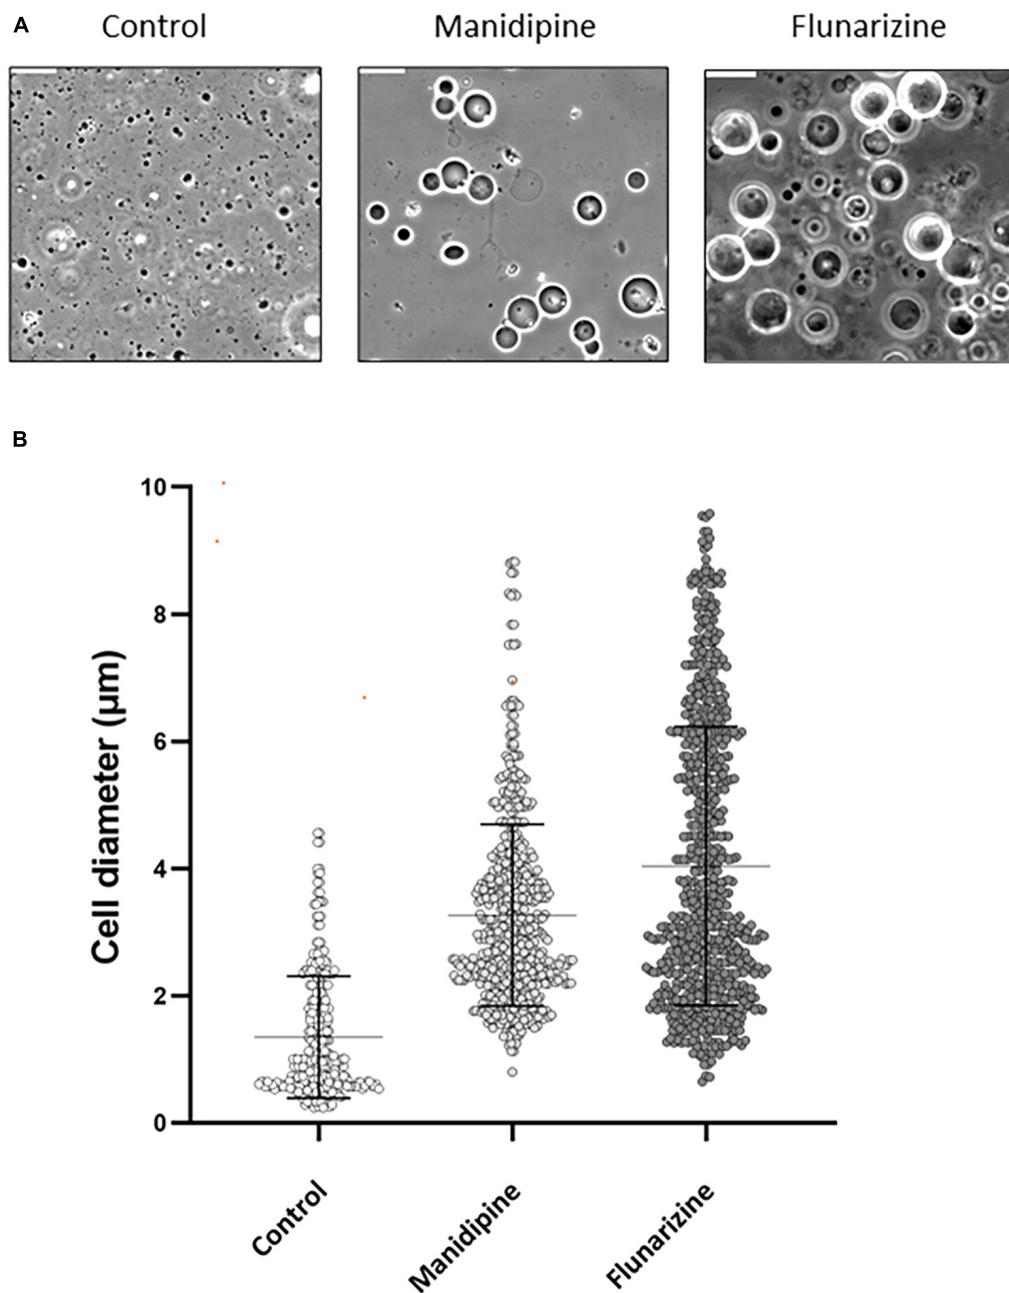 A
Control
Manidipine
Flunarizine
B
10
8
6
4
2
0
Cell diameter (µm)
Control
Manidipine
Flunarizine